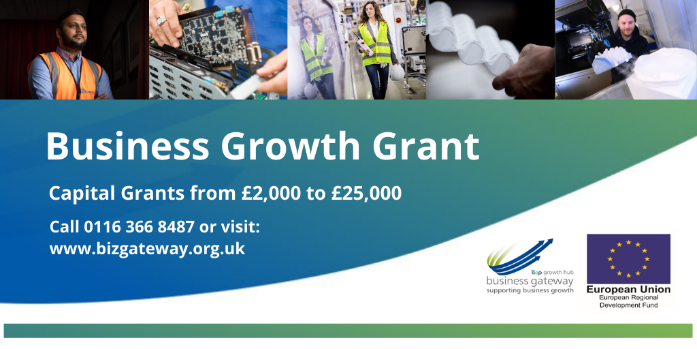 Business Growth Grant
Capital Grants from £2,000 to £25,000
Call 0116 366 8487 or visit:
www.bizgateway.org.uk
llep growth hub
business gateway
supporting business growth
European Union
European Regional
Development Fund